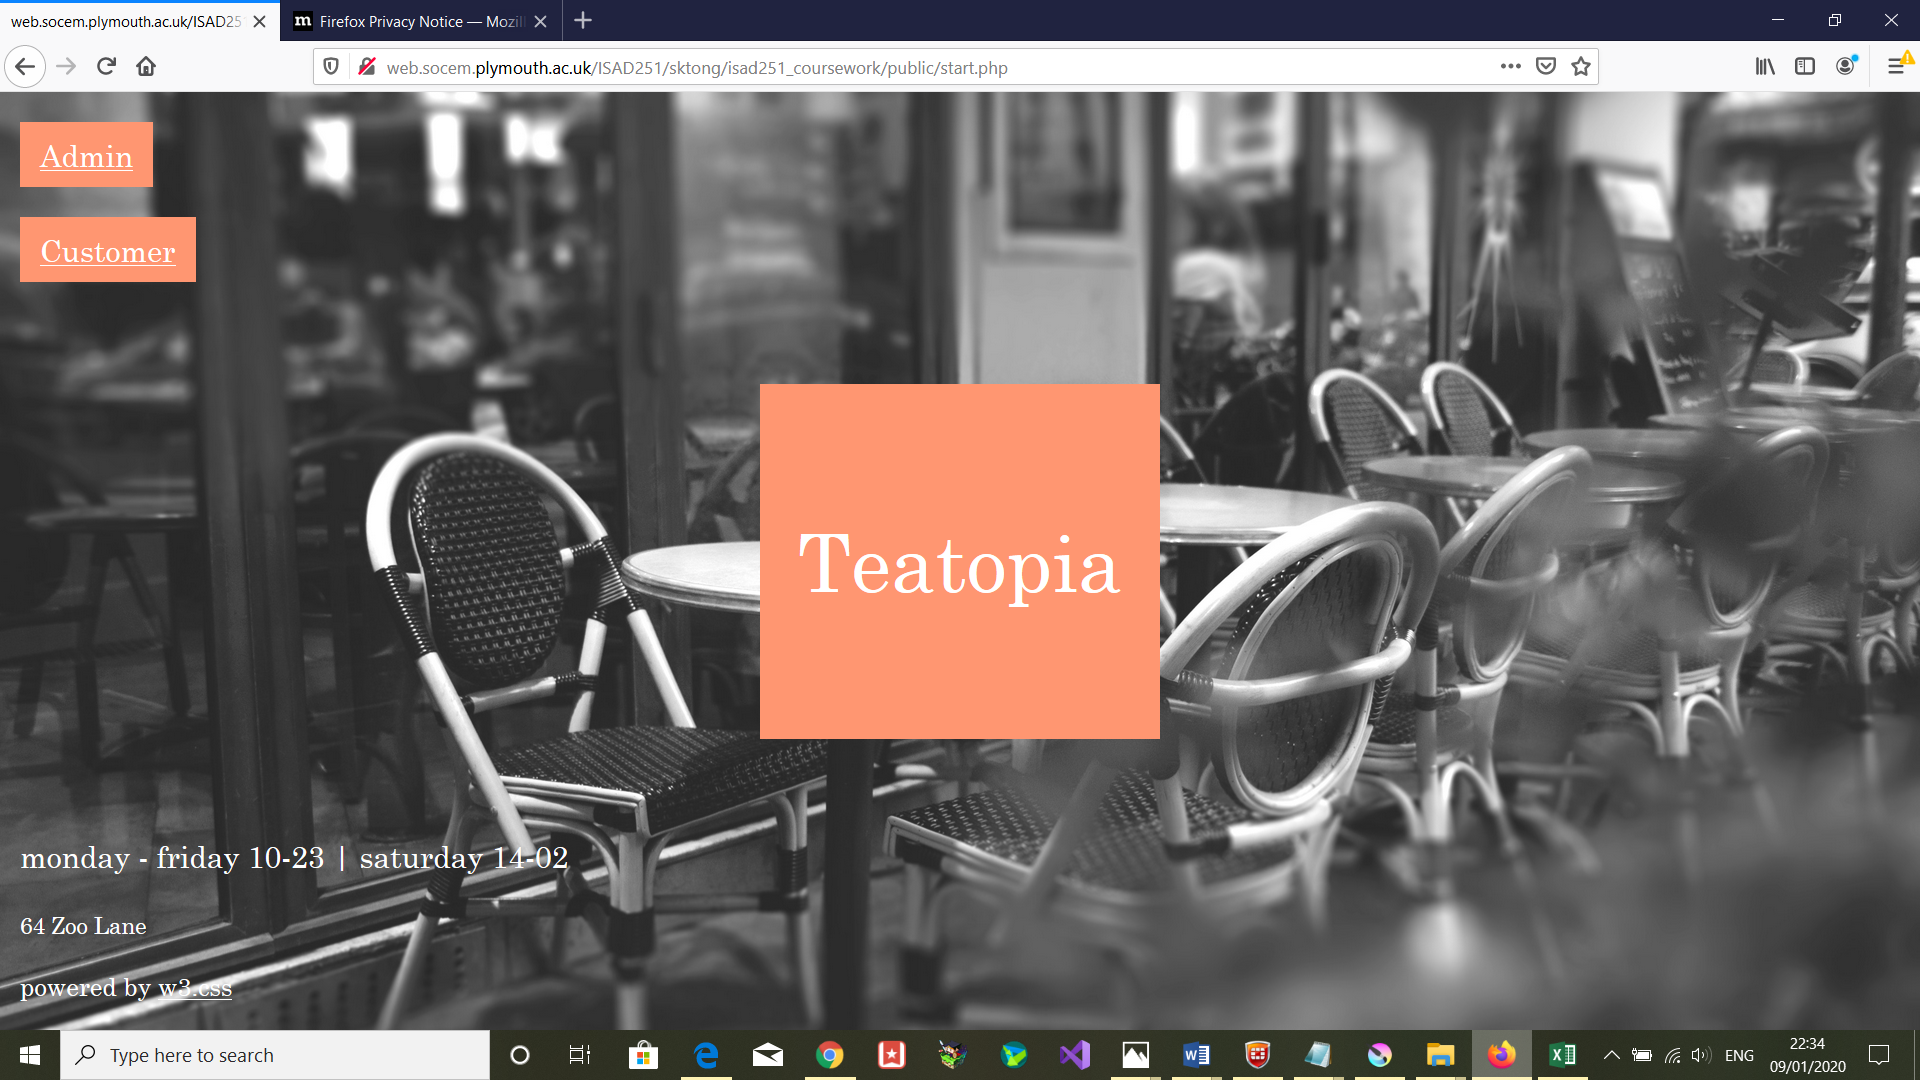 web.socem.plymouth.ac.uk/ISAD25
Firefox Privacy Notice — Mozil
web.socem.plymouth.ac.uk/ISAD251/sktong/isad251_coursework/public/start.php
Admin
Customer
Teatopia
monday - friday 10-23 | saturday 14-02
64 Zoo Lane
powered by w3.css
Type here to search
ENG
22:34
09/01/2020